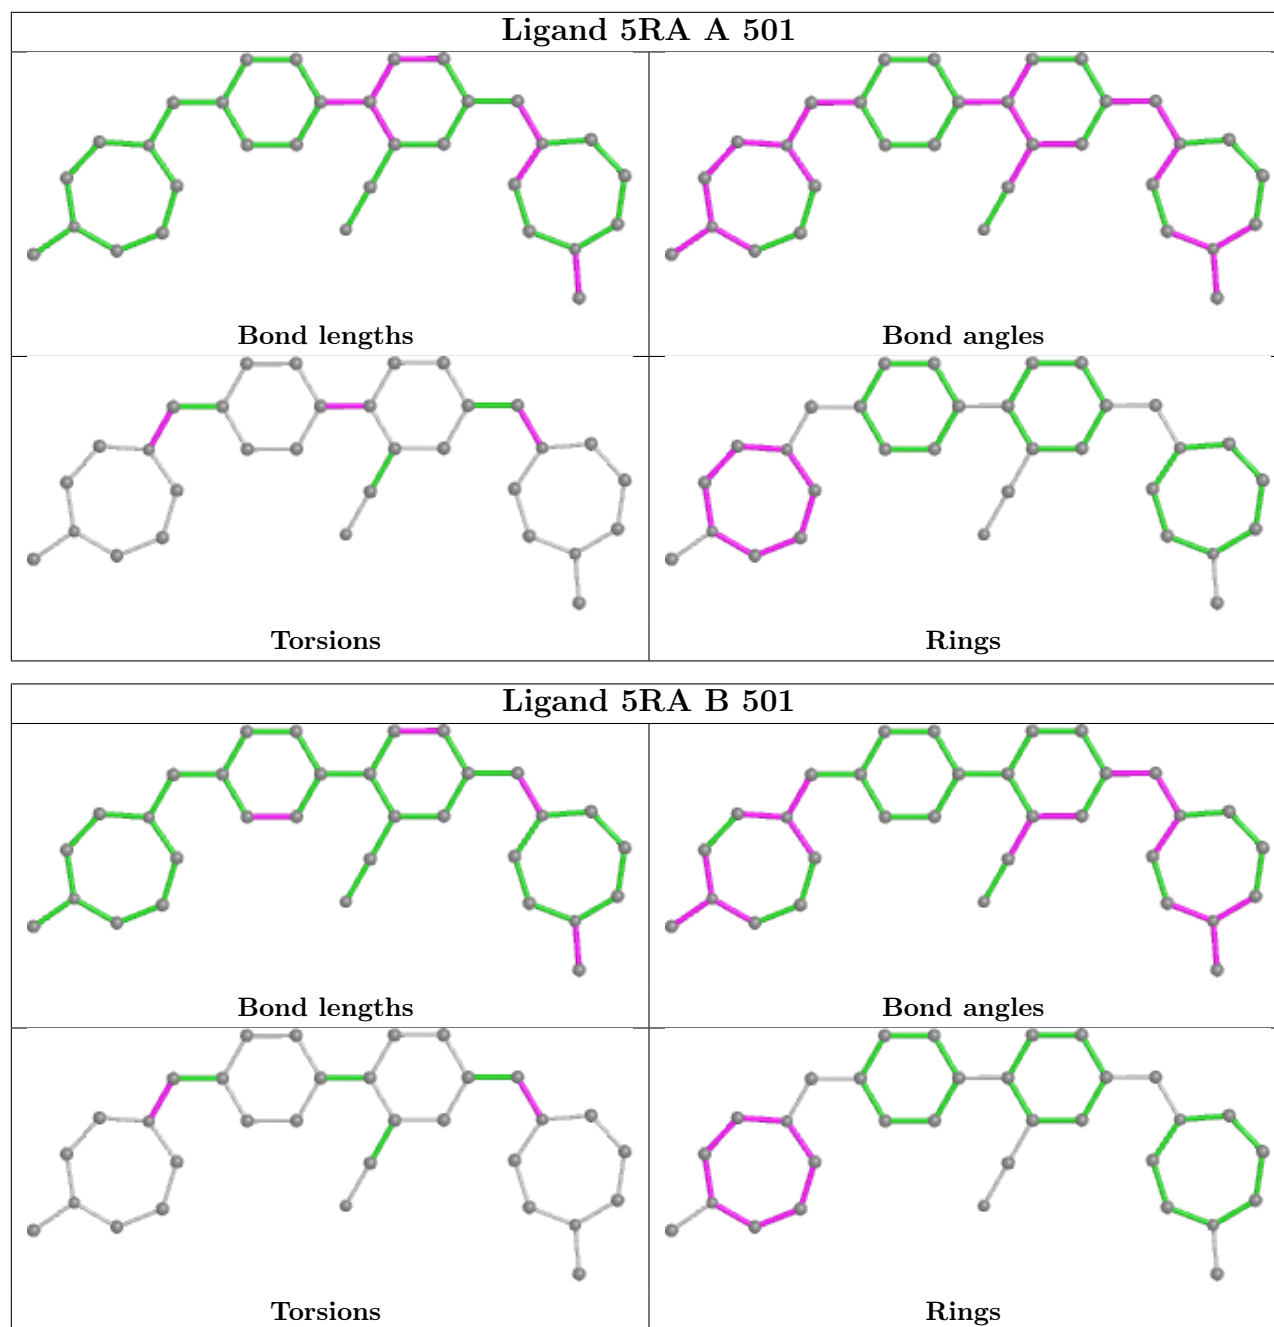 Ligand 5RA A 501
Bond lengths
Bond angles
Torsions
Rings
Ligand 5RA B 501
Bond lengths
Bond angles
Torsions
Rings